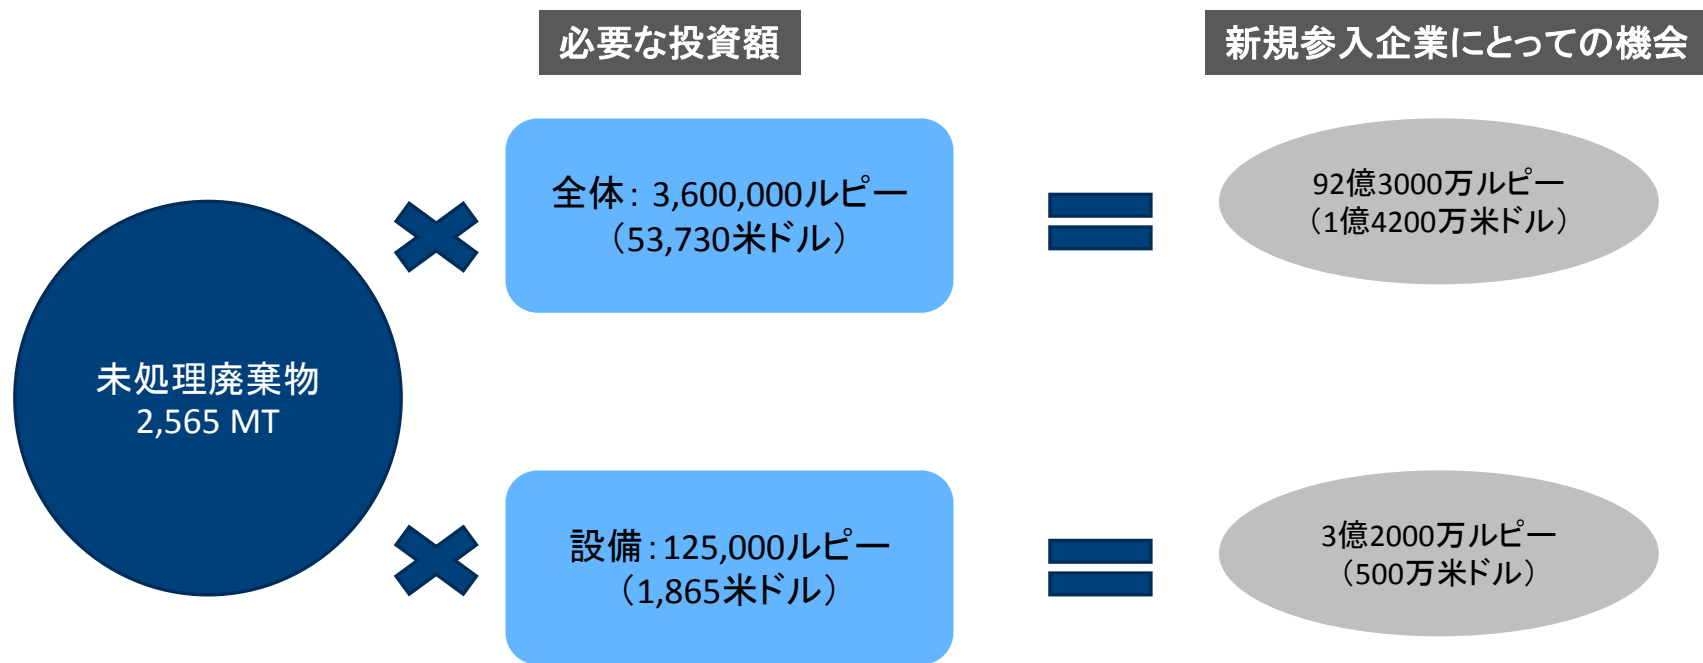 必要な投資額
新規参入企業にとっての機会
未処理廃棄物
2,565 MT
全体：3,600,000ルピー
（53,730米ドル）
92億3000万ルピー
（1億4200万米ドル）
設備：125,000ルピー
（1,865米ドル）
3億2000万ルピー
（500万米ドル）